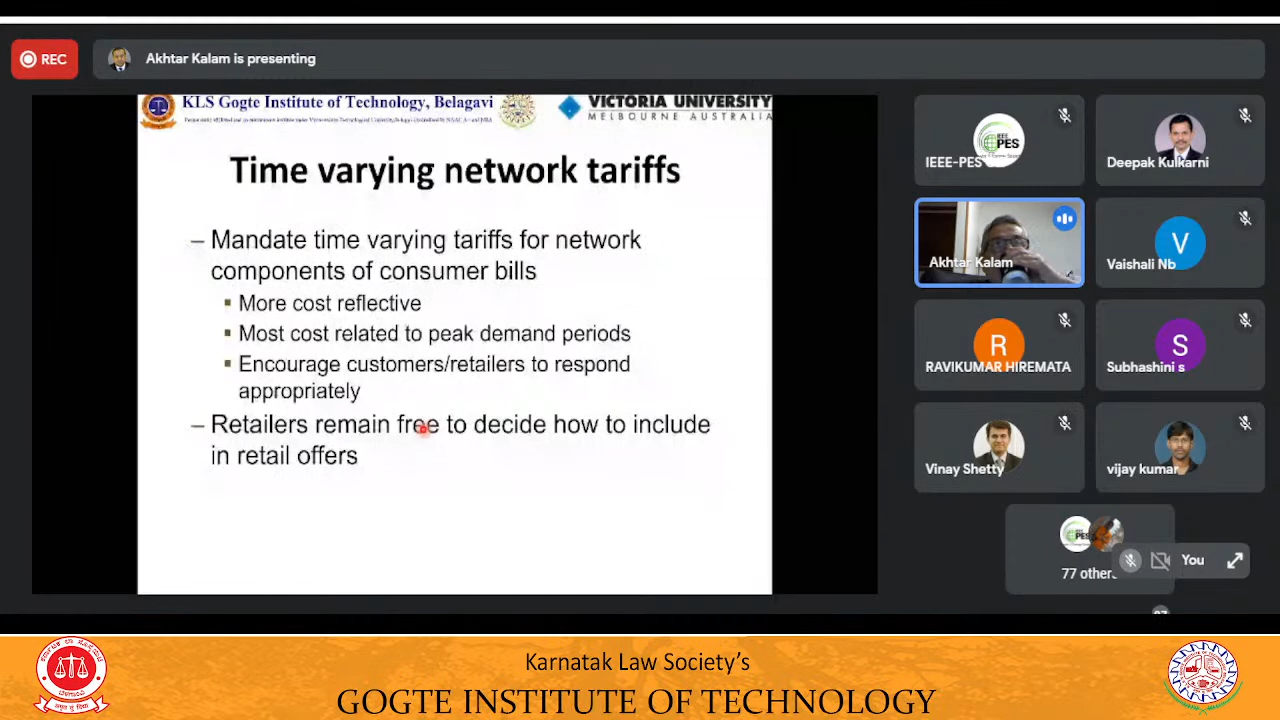 REC
Akhtar Kalam is presenting
KLS Gogte Institute of Technology, Belagavi
VICTORIA UNIVERSITY
MELBOURNE AUSTRALIA
Time varying network tariffs
– Mandate time varying tariffs for network
components of consumer bills
▪ More cost reflective
▪ Most cost related to peak demand periods
▪ Encourage customers/retailers to respond
appropriately
– Retailers remain free to decide how to include
in retail offers
IEEE-PES
Deepak Kulkarni
Akhtar Kalam
V
Vaishali Nb
R
RAVIKUMAR HIREMATA
S
Subhashini s
Vinay Shetty
vijay kumar
77 others
You
Karnatak Law Society's
GOGTE INSTITUTE OF TECHNOLOGY